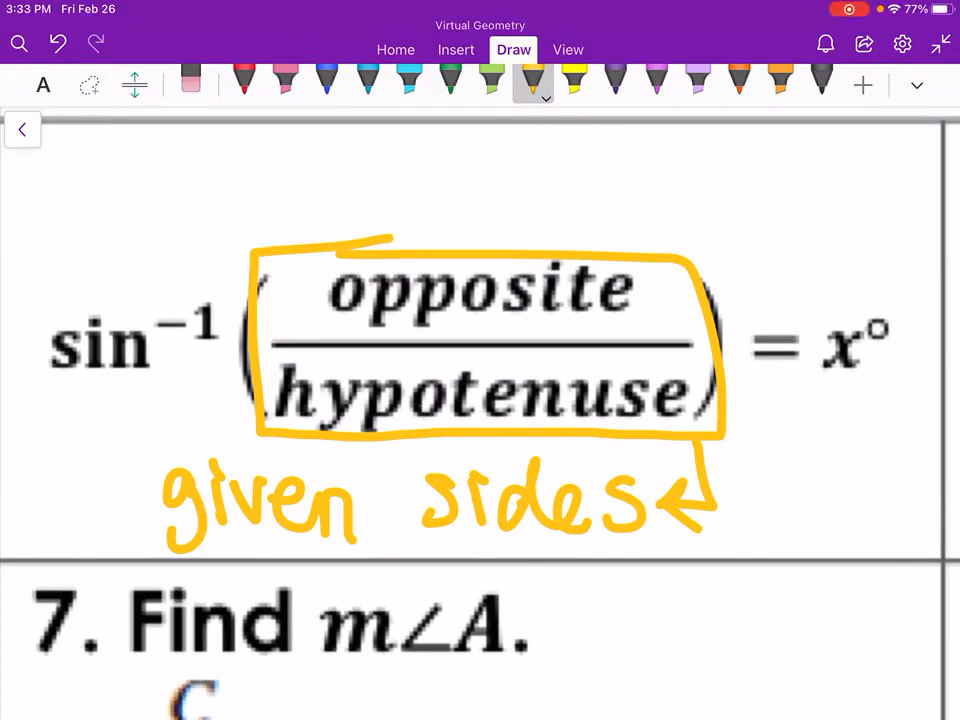 3:33 PM Fri Feb 26
77%
Virtual Geometry
Home Insert Draw View
A
sin⁻¹ (opposite
hypotenuse) = x°
given sides
7. Find m∠A.
C